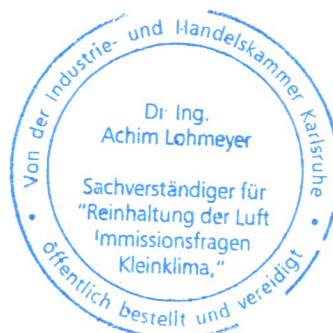 Von der Industrie- und Handelskammer Karlsruhe
Dr. Ing.
Achim Lohmeyer
Sachverständiger für
"Reinhaltung der Luft
Immissionsfragen
Kleinklima,"
• öffentlich bestellt und vereidigt •